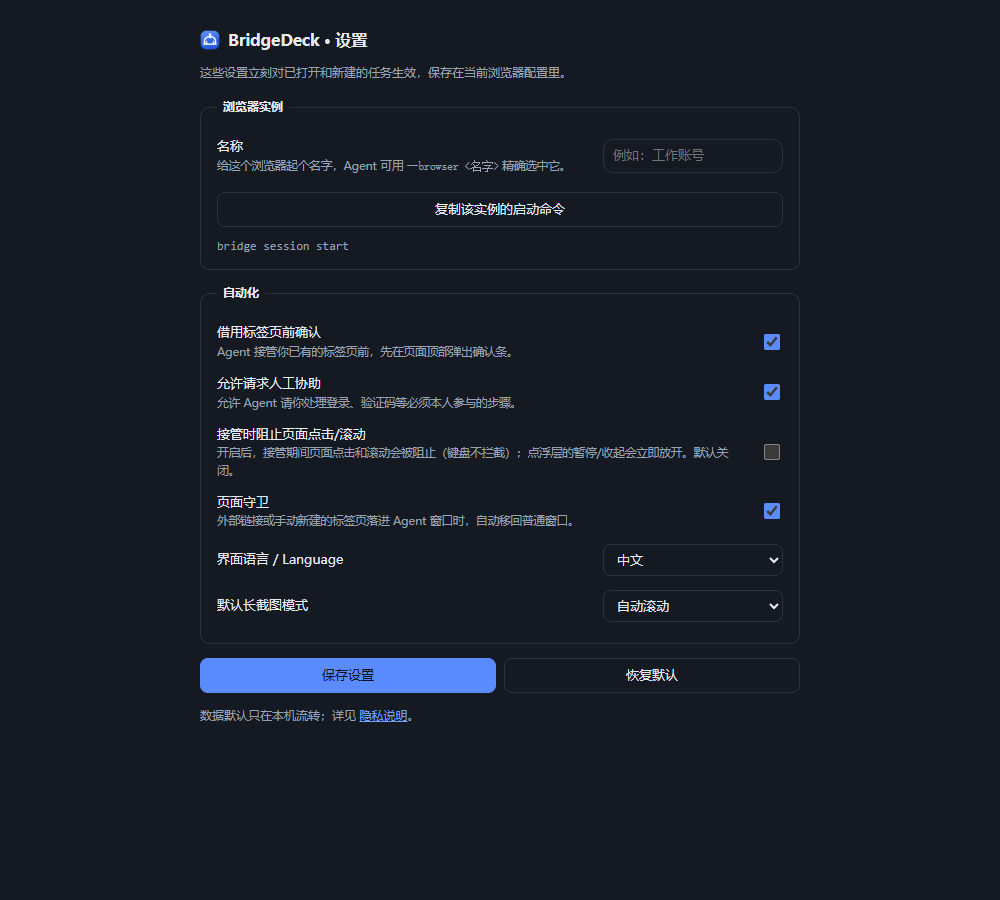 BridgeDeck • 设置
这些设置立刻对已打开和新建的任务生效，保存在当前浏览器配置里。
浏览器实例
名称
给这个浏览器起个名字，Agent 可用 --browser <名字> 精确选中它。
例如：工作账号
复制该实例的启动命令
bridge session start
自动化
借用标签页前确认
Agent 接管你已有的标签页前，先在页面顶部弹出确认条。
允许请求人工协助
允许 Agent 请你处理登录、验证码等必须本人参与的步骤。
接管时阻止页面点击/滚动
开启后，接管期间页面点击和滚动会被阻止（键盘不拦截）；点浮层的暂停/收起会立即放开。默认关
闭。
页面守卫
外部链接或手动新建的标签页落进 Agent 窗口时，自动移回普通窗口。
界面语言 / Language
中文
默认长截图模式
自动滚动
保存设置
恢复默认
数据默认只在本机流转；详见 隐私说明。